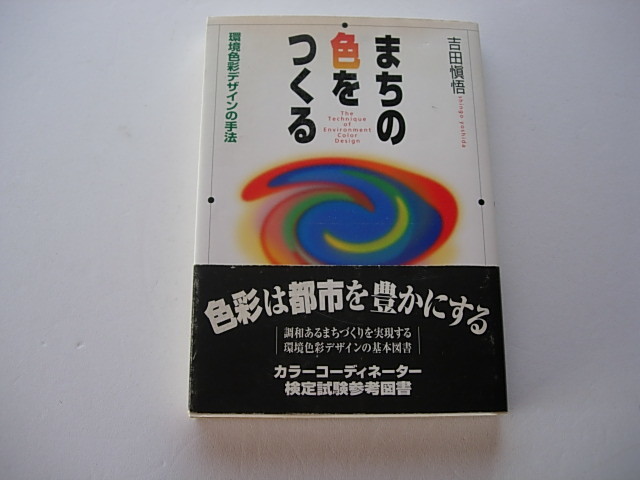 吉田愼悟
shingo yoshida
まちの
色を
つくる
The
Technique
of
Environment
Color
Design
環境色彩デザインの手法
色彩は都市を豊かにする
調和あるまちづくりを実現する
環境色彩デザインの基本図書
カラーコーディネーター
検定試験参考図書